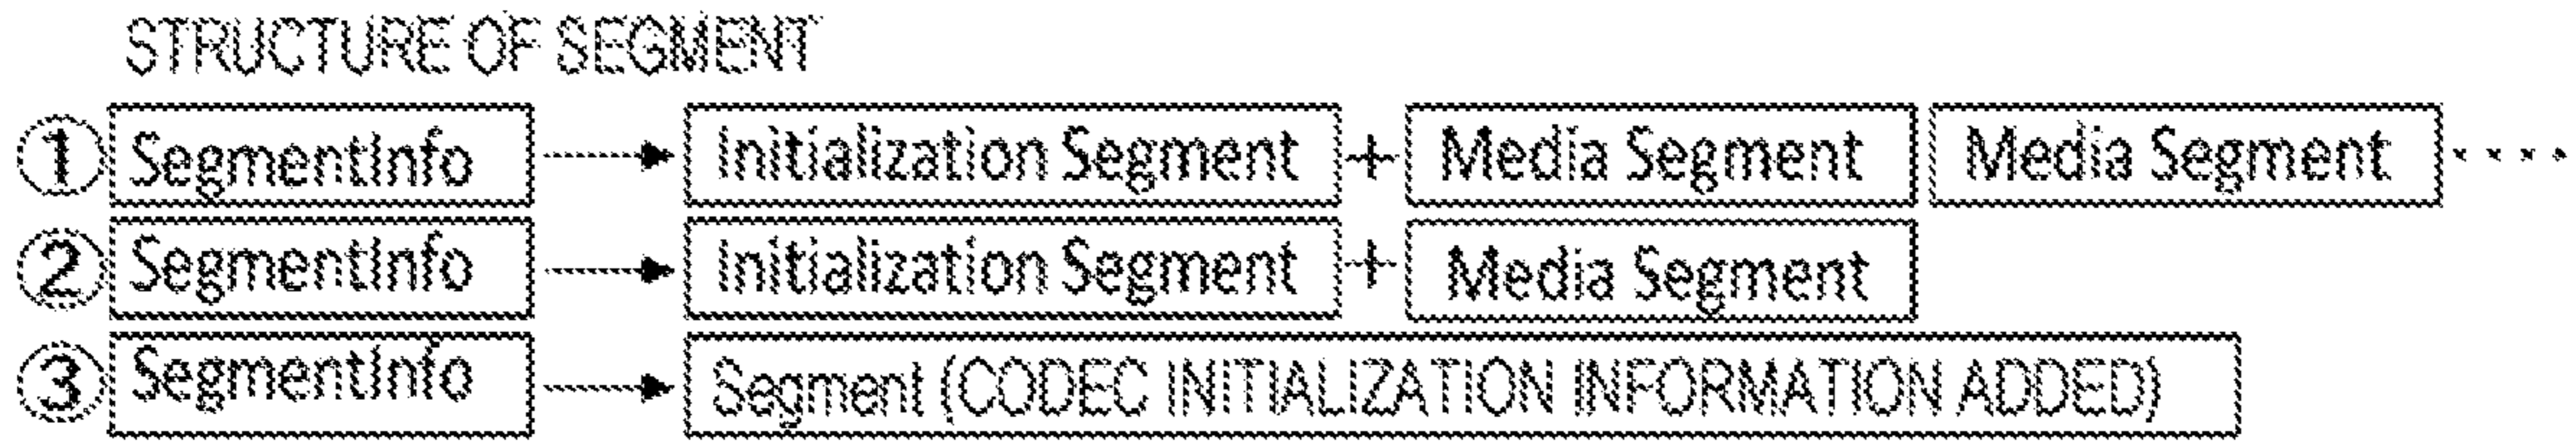 STRUCTURE OF SEGMENT
① SegmentInfo Initialization Segment + Media Segment Media Segment ····
② SegmentInfo Initialization Segment + Media Segment
③ SegmentInfo Segment (CODEC INITIALIZATION INFORMATION ADDED)